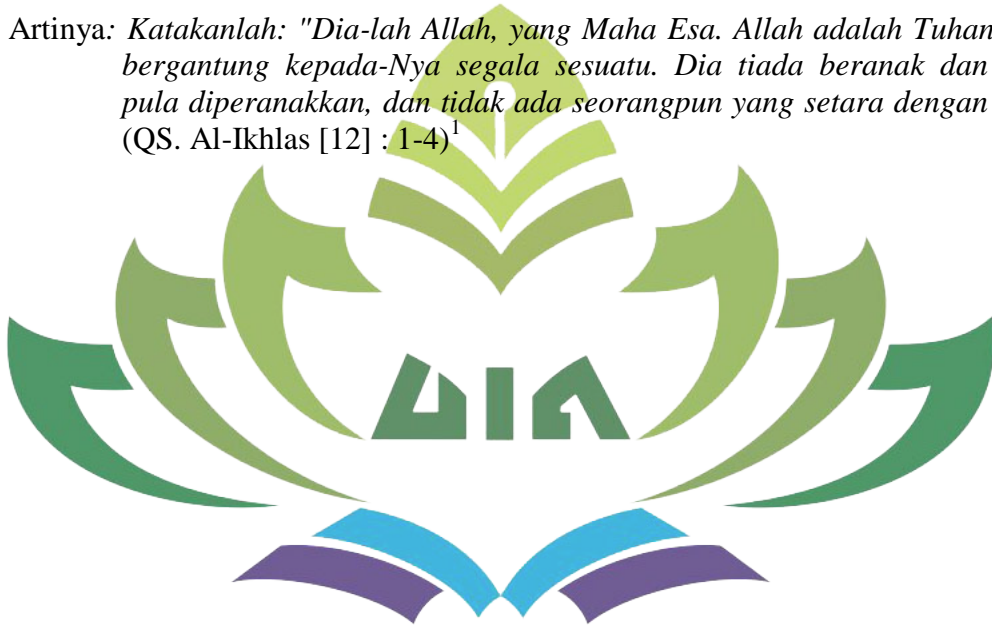 Artinya: Katakanlah: "Dia-lah Allah, yang Maha Esa. Allah adalah Tuhan
bergantung kepada-Nya segala sesuatu. Dia tiada beranak dan
pula diperanakkan, dan tidak ada seorangpun yang setara dengan
(QS. Al-Ikhlas [12] : 1-4)1
UIN